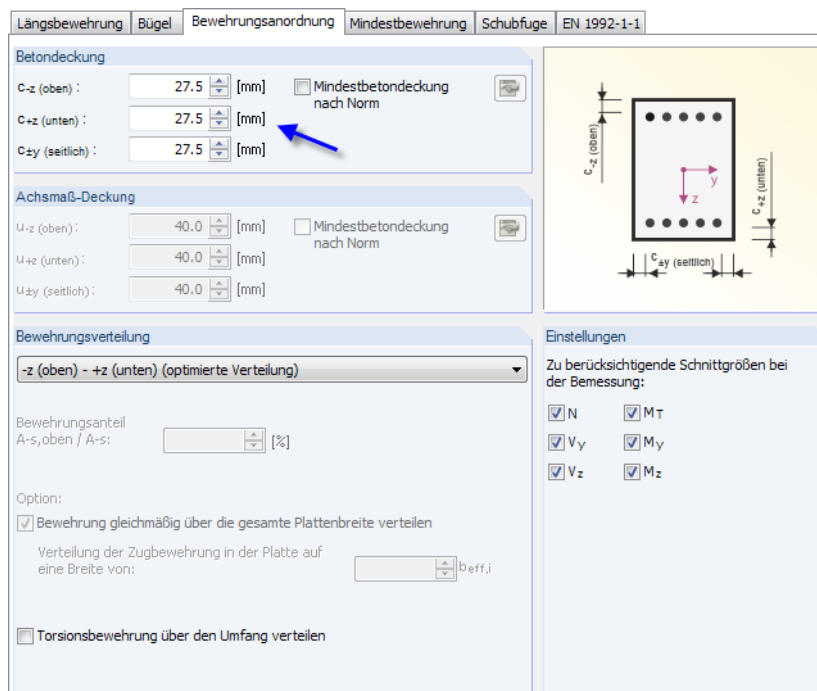 Längsbewehrung Bügel Bewehrungsanordnung Mindestbewehrung Schubfuge EN 1992-1-1
Betondeckung
c-z (oben) : 27.5 [mm] Mindestbetondeckung
nach Norm
c+z (unten) : 27.5 [mm]
c±y (seitlich) : 27.5 [mm]
Achsmaß-Deckung
u-z (oben) : 40.0 [mm] Mindestbetondeckung
nach Norm
u+z (unten) : 40.0 [mm]
u±y (seitlich) : 40.0 [mm]
c-z (oben)
y
z
c+z (unten)
c±y (seitlich)
Bewehrungsverteilung
-z (oben) - +z (unten) (optimierte Verteilung)
Bewehrungsanteil
A-s,oben / A-s: [%]
Option:
Bewehrung gleichmäßig über die gesamte Plattenbreite verteilen
Verteilung der Zugbewehrung in der Platte auf
eine Breite von: beff,i
Torsionsbewehrung über den Umfang verteilen
Einstellungen
Zu berücksichtigende Schnittgrößen bei
der Bemessung:
N MT
Vy My
Vz Mz